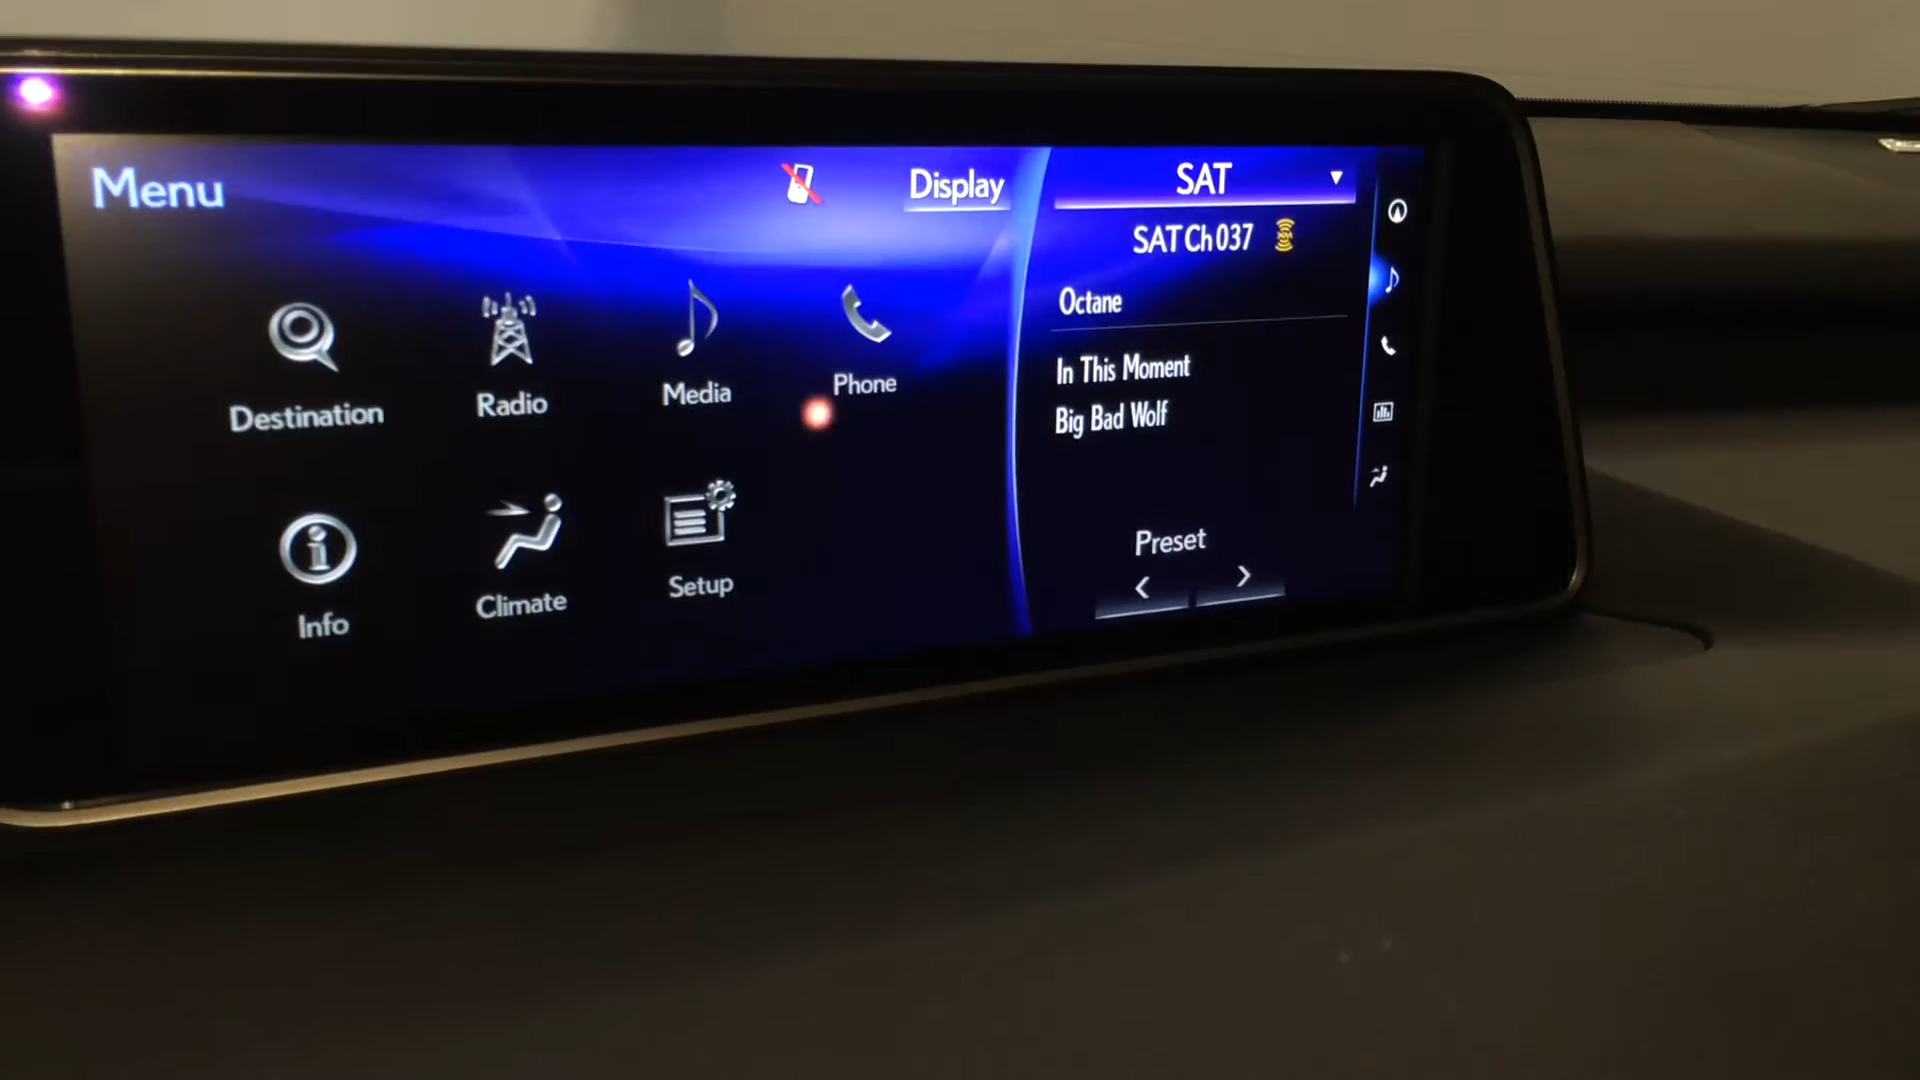 Menu
Display
Destination
Radio
Media
Phone
Info
Climate
Setup
SAT
SAT Ch 037
Octane
In This Moment
Big Bad Wolf
Preset